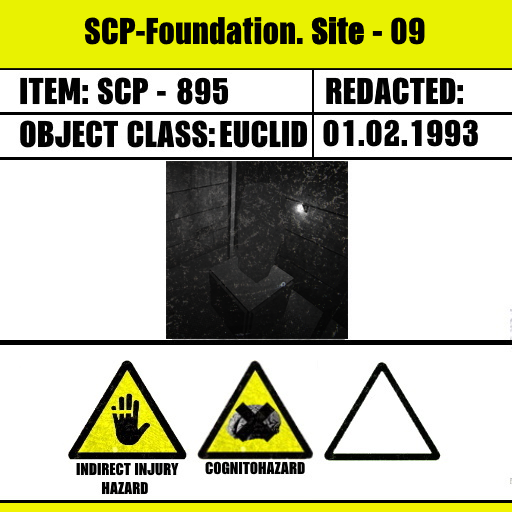 SCP-Foundation. Site - 09
ITEM: SCP - 895
REDACTED:
OBJECT CLASS: EUCLID
01.02.1993
INDIRECT INJURY
HAZARD
COGNITOHAZARD